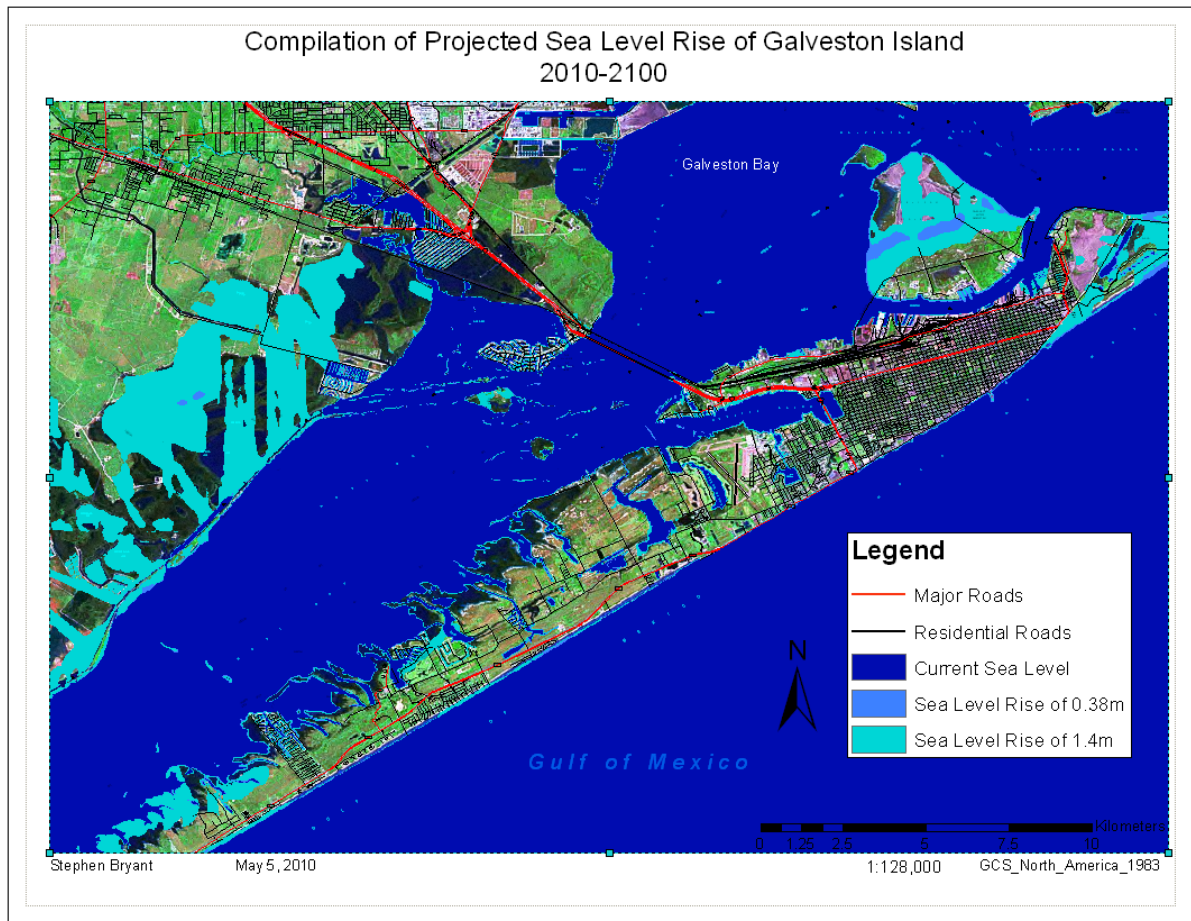 Compilation of Projected Sea Level Rise of Galveston Island
2010-2100
Galveston Bay
Legend
Major Roads
Residential Roads
Current Sea Level
Sea Level Rise of 0.38m
Sea Level Rise of 1.4m
N
Gulf of Mexico
Kilometers
0 1.25 2.5 5 7.5 10
Stephen Bryant May 5, 2010 1:128,000 GCS_North_America_1983